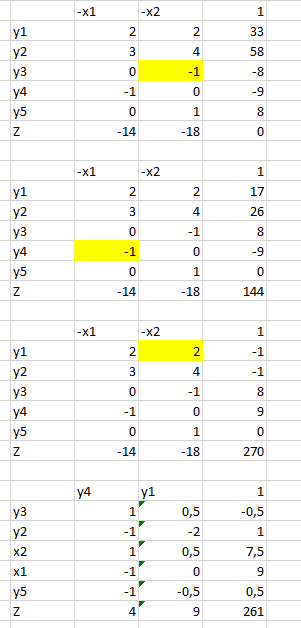 -x1 -x2 1
y1 2 2 33
y2 3 4 58
y3 0 -1 -8
y4 -1 0 -9
y5 0 1 8
Z -14 -18 0
-x1 -x2 1
y1 2 2 17
y2 3 4 26
y3 0 -1 8
y4 -1 0 -9
y5 0 1 0
Z -14 -18 144
-x1 -x2 1
y1 2 2 -1
y2 3 4 -1
y3 0 -1 8
y4 -1 0 9
y5 0 1 0
Z -14 -18 270
y4 y1 1
y3 1 0,5 -0,5
y2 -1 -2 1
x2 1 0,5 7,5
x1 -1 0 9
y5 -1 -0,5 0,5
Z 4 9 261